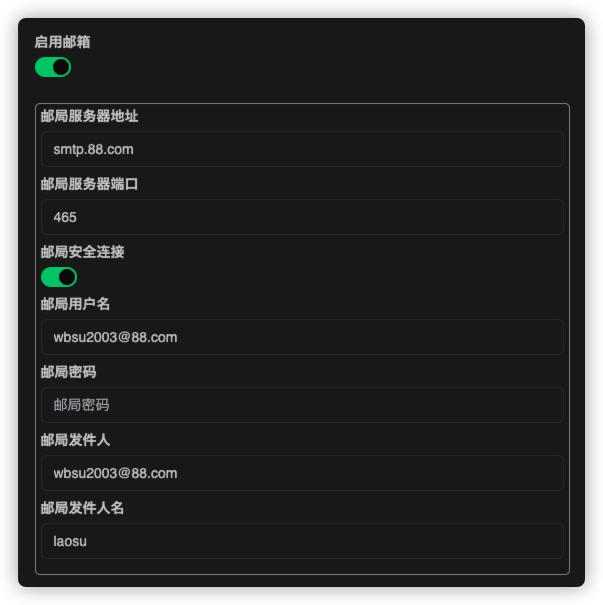 启用邮箱
邮局服务器地址
smtp.88.com
邮局服务器端口
465
邮局安全连接
邮局用户名
wbsu2003@88.com
邮局密码
邮局密码
邮局发件人
wbsu2003@88.com
邮局发件人名
laosu